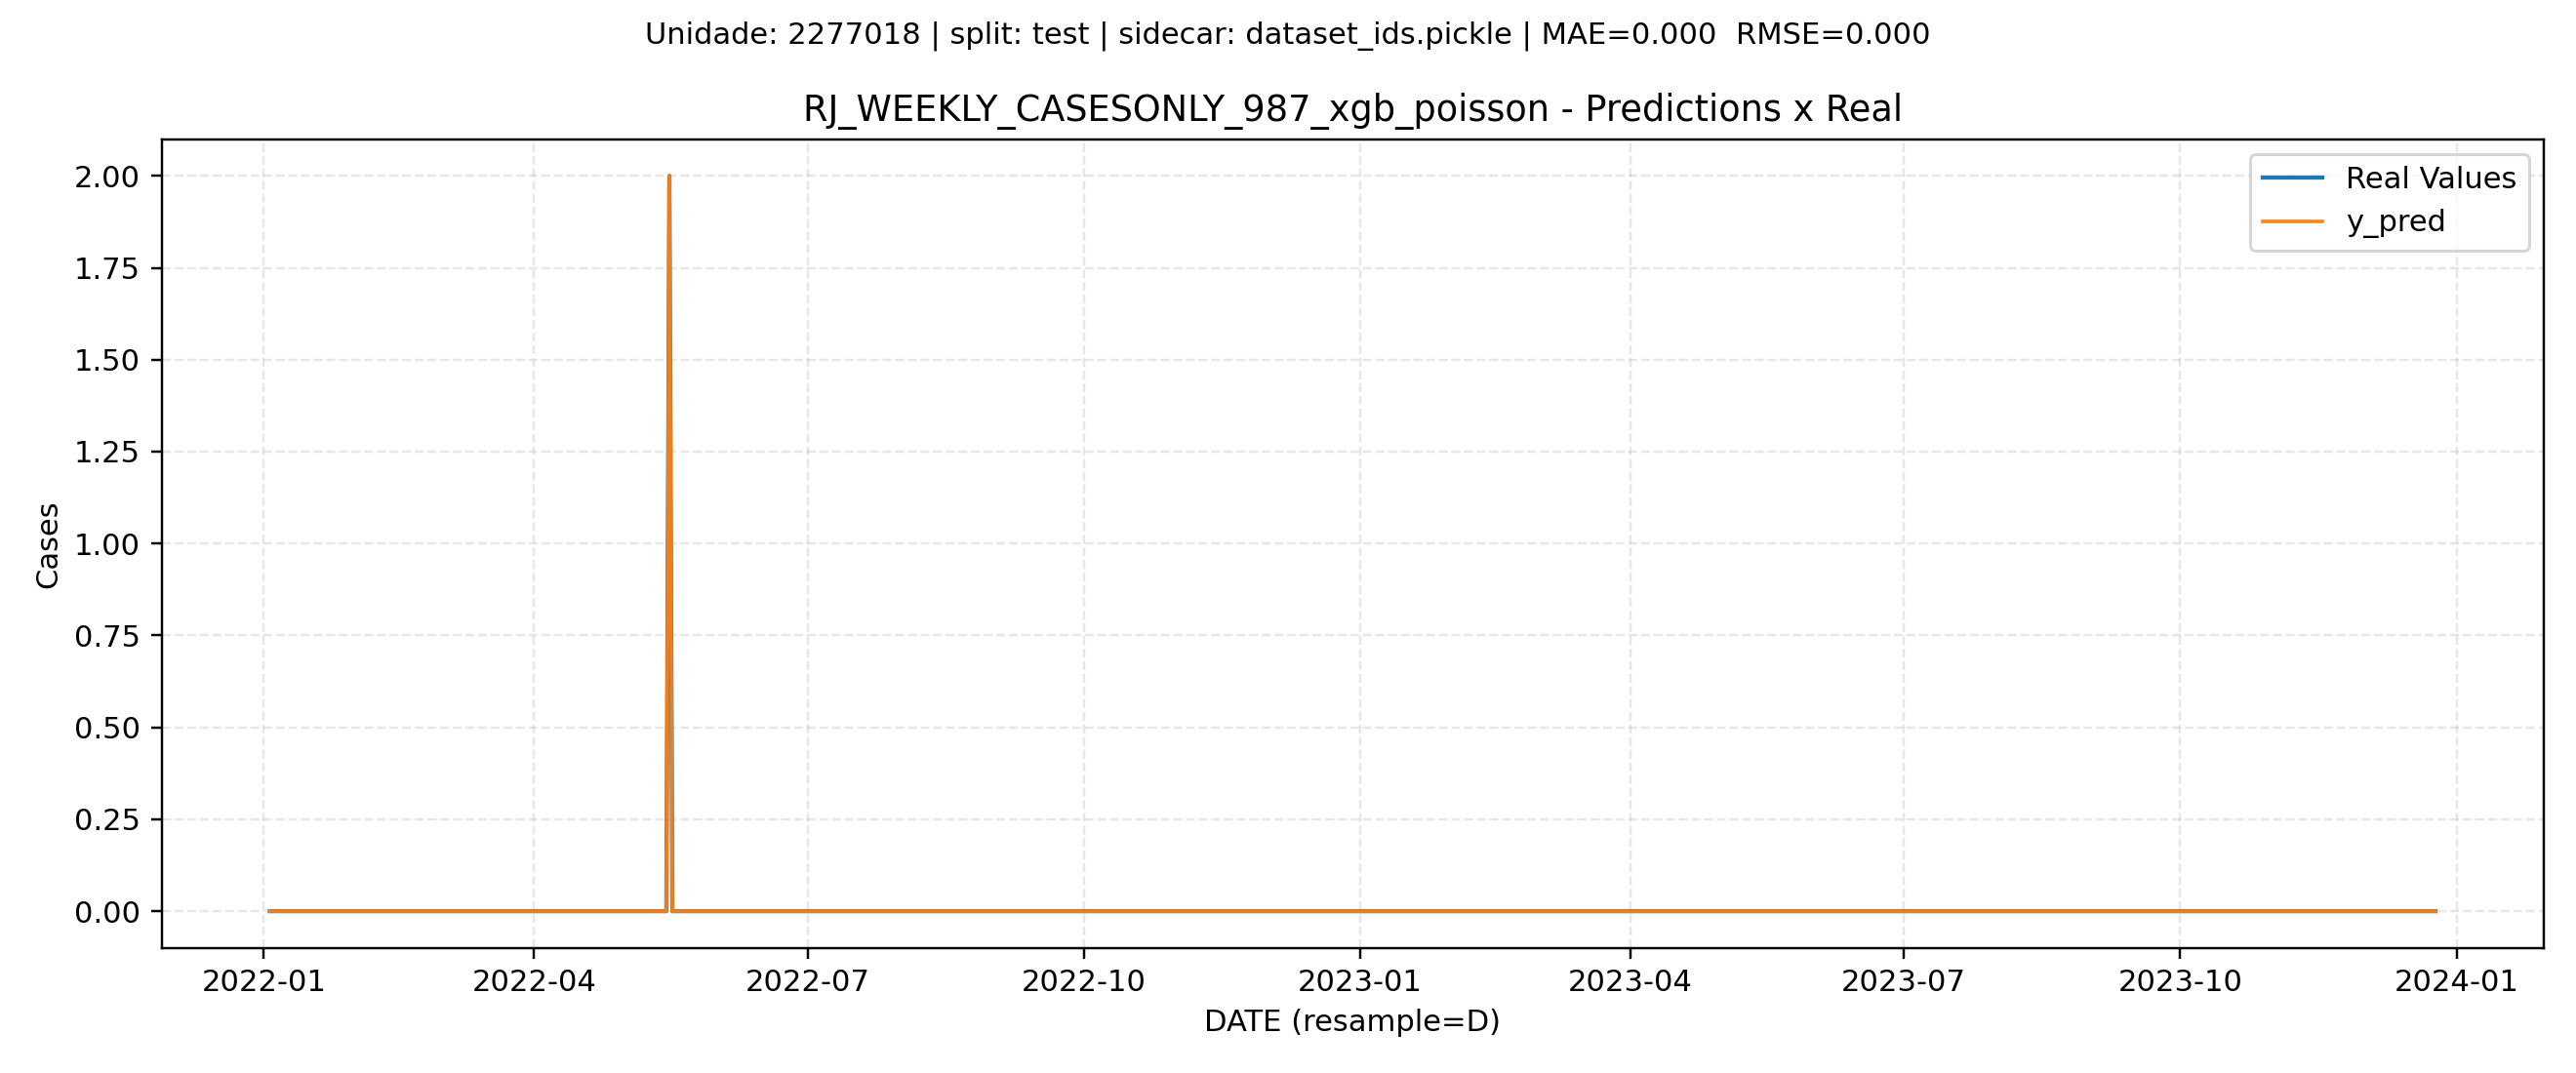 Unidade: 2277018 | split: test | sidecar: dataset_ids.pickle | MAE=0.000  RMSE=0.000
RJ_WEEKLY_CASESONLY_987_xgb_poisson - Predictions x Real
Real Values
y_pred
2.00
1.75
1.50
1.25
1.00
0.75
0.50
0.25
0.00
Cases
2022-01 2022-04 2022-07 2022-10 2023-01 2023-04 2023-07 2023-10 2024-01
DATE (resample=D)